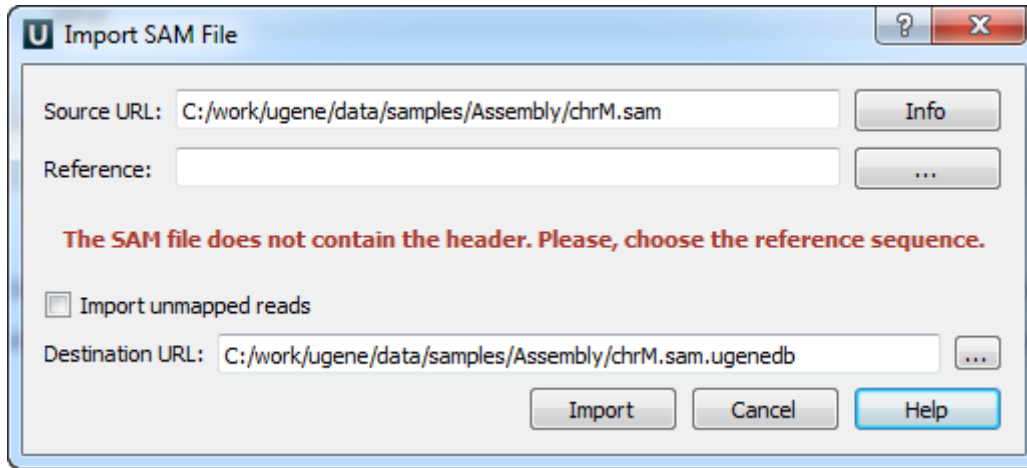 U Import SAM File ? X
Source URL: C:/work/ugene/data/samples/Assembly/chrM.sam Info
Reference: ...
The SAM file does not contain the header. Please, choose the reference sequence.
Import unmapped reads
Destination URL: C:/work/ugene/data/samples/Assembly/chrM.sam.ugenedb ...
Import Cancel Help